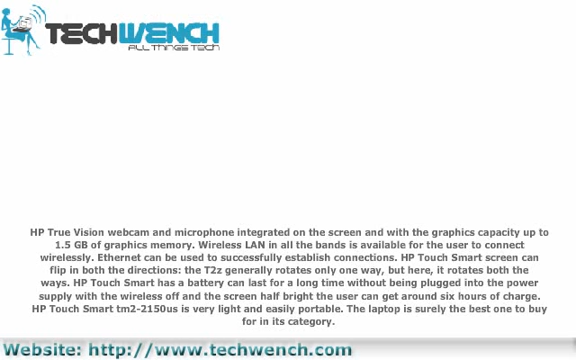 TECHWENCH
ALL THINGS TECH
HP True Vision webcam and microphone integrated on the screen and with the graphics capacity up to
1.5 GB of graphics memory. Wireless LAN in all the bands is available for the user to connect
wirelessly. Ethernet can be used to successfully establish connections. HP Touch Smart screen can
flip in both the directions: the T2z generally rotates only one way, but here, it rotates both the
ways. HP Touch Smart has a battery can last for a long time without being plugged into the power
supply with the wireless off and the screen half bright the user can get around six hours of charge.
HP Touch Smart tm2-2150us is very light and easily portable. The laptop is surely the best one to buy
for in its category.
Website: http://www.techwench.com